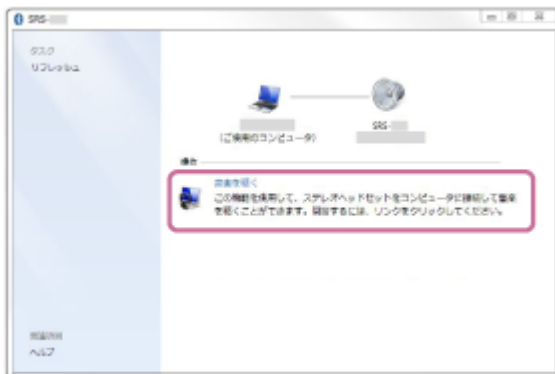 SRS-
タスク
リフレッシュ
(ご使用のコンピュータ)
SRS-
操作
音楽を聴く
この機能を使用して、ステレオヘッドセットをコンピュータに接続して音楽
を聴くことができます。開始するには、リンクをクリックしてください。
関連項目
ヘルプ